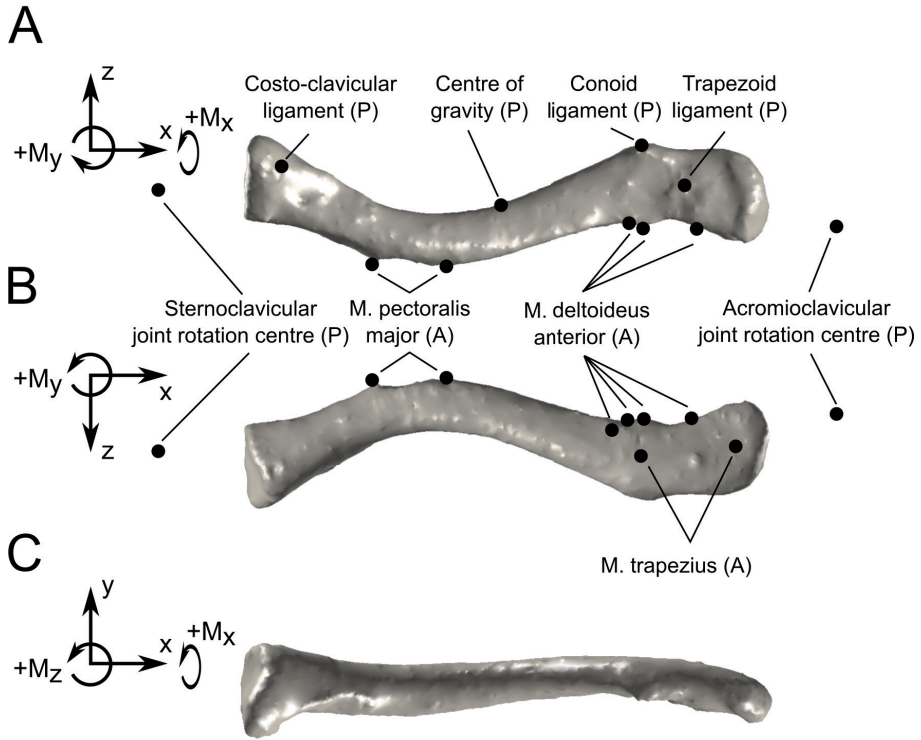 A
z
x
+Mx
+My
Costo-clavicular
ligament (P)
Centre of
gravity (P)
Conoid
ligament (P)
Trapezoid
ligament (P)
B
Sternoclavicular
joint rotation centre (P)
M. pectoralis
major (A)
M. deltoideus
anterior (A)
Acromioclavicular
joint rotation centre (P)
+My
x
z
M. trapezius (A)
C
y
x
+Mx
+Mz